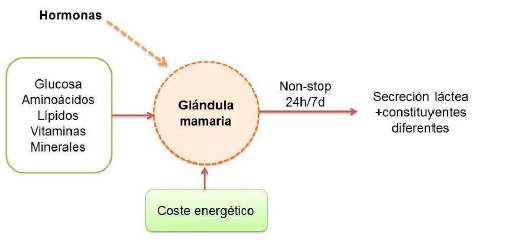 Hormonas
Glucosa
Aminoácidos
Lípidos
Vitaminas
Minerales
Glándula
mamaria
Non-stop
24h/7d
Secreción láctea
+constituyentes
diferentes
Coste energético